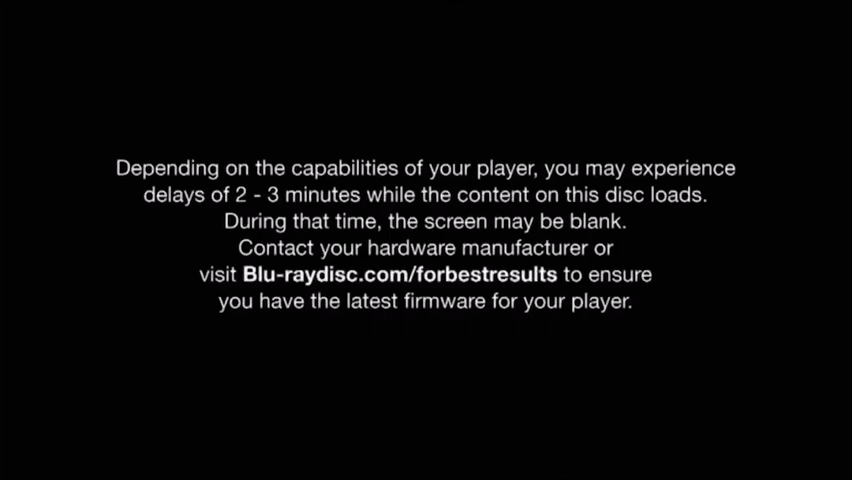 Depending on the capabilities of your player, you may experience
delays of 2 - 3 minutes while the content on this disc loads.
During that time, the screen may be blank.
Contact your hardware manufacturer or
visit Blu-raydisc.com/forbestresults to ensure
you have the latest firmware for your player.